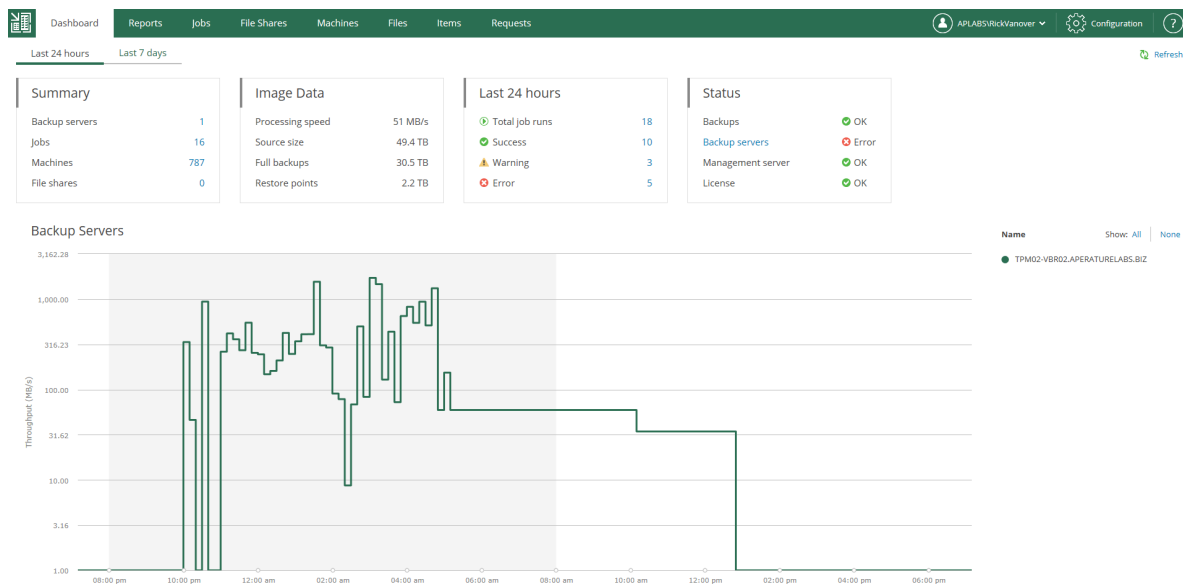 Dashboard Reports Jobs File Shares Machines Files Items Requests APLABS\RickVanover Configuration ?
Last 24 hours Last 7 days Refresh
Summary
Backup servers 1
Jobs 16
Machines 787
File shares 0
Image Data
Processing speed 51 MB/s
Source size 49.4 TB
Full backups 30.5 TB
Restore points 2.2 TB
Last 24 hours
Total job runs 18
Success 10
Warning 3
Error 5
Status
Backups OK
Backup servers Error
Management server OK
License OK
Backup Servers
Name Show: All None
TPM02-VBR02.APERATURELABS.BIZ
Throughput (MB/s)
3,162.28
1,000.00
316.23
100.00
31.62
10.00
3.16
1.00
08:00 pm 10:00 pm 12:00 am 02:00 am 04:00 am 06:00 am 08:00 am 10:00 am 12:00 pm 02:00 pm 04:00 pm 06:00 pm